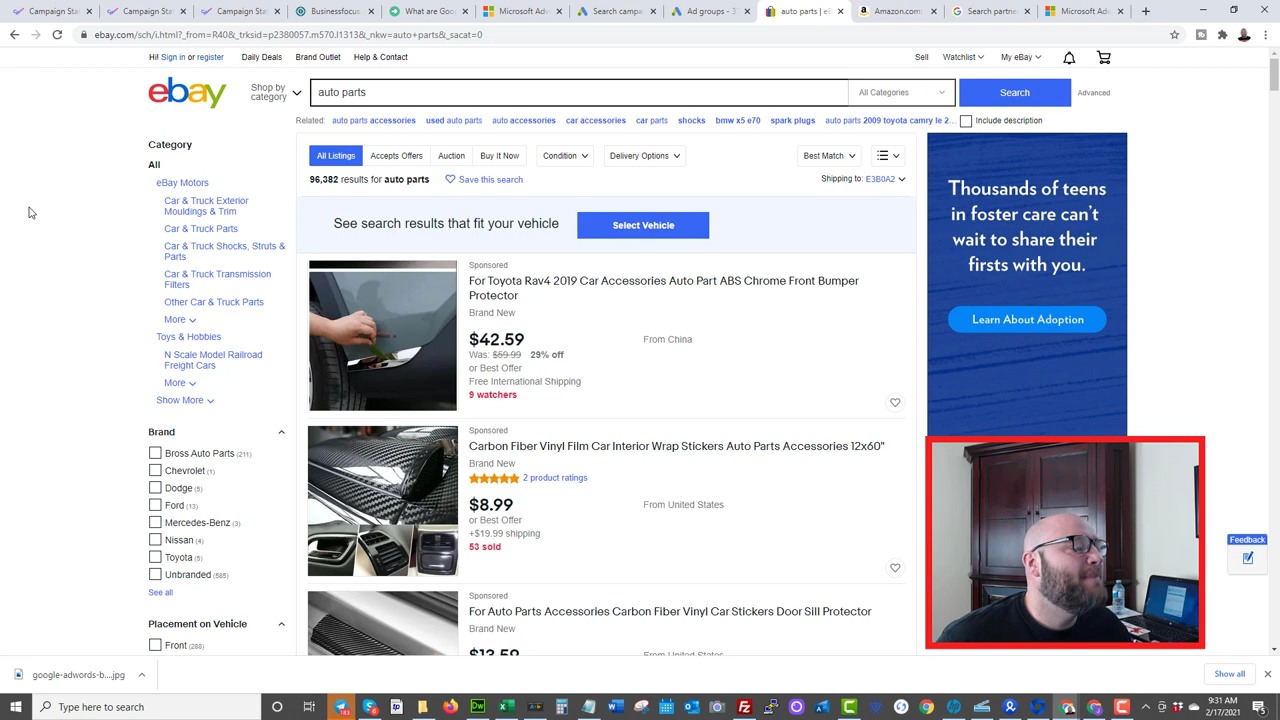 Campaign Sta
Campaign Sta
Checkbox Sof
What are Goo
Microsoft Adv
Search camp
Ad groups - 3
auto parts | eB
Amazon.com
Search partne
Microsoft Adv
ebay.com/sch/i.html?_from=R40&_trksid=p2380057.m570.l1313&_nkw=auto+parts&_sacat=0
Hi! Sign in or register
Daily Deals
Brand Outlet
Help & Contact
Sell
Watchlist
My eBay
ebay
Shop by
category
auto parts
All Categories
Search
Advanced
Related:
auto parts accessories
used auto parts
auto accessories
car accessories
car parts
shocks
bmw x5 e70
spark plugs
auto parts 2009 toyota camry le 2...
Include description
Category
All
eBay Motors
Car & Truck Exterior
Mouldings & Trim
Car & Truck Parts
Car & Truck Shocks, Struts &
Parts
Car & Truck Transmission
Filters
Other Car & Truck Parts
More
Toys & Hobbies
N Scale Model Railroad
Freight Cars
More
Show More
Brand
Bross Auto Parts (211)
Chevrolet (1)
Dodge (5)
Ford (13)
Mercedes-Benz (3)
Nissan (4)
Toyota (5)
Unbranded (585)
See all
Placement on Vehicle
Front (288)
All Listings
Accepts Offers
Auction
Buy It Now
Condition
Delivery Options
Best Match
96,382 results for auto parts
Save this search
Shipping to: E3B0A2
See search results that fit your vehicle
Select Vehicle
Sponsored
For Toyota Rav4 2019 Car Accessories Auto Part ABS Chrome Front Bumper
Protector
Brand New
$42.59
From China
Was: $59.99 29% off
or Best Offer
Free International Shipping
9 watchers
Sponsored
Carbon Fiber Vinyl Film Car Interior Wrap Stickers Auto Parts Accessories 12x60"
Brand New
2 product ratings
$8.99
From United States
or Best Offer
+$19.99 shipping
53 sold
Sponsored
For Auto Parts Accessories Carbon Fiber Vinyl Car Stickers Door Sill Protector
Brand New
$13.59
From United States
Thousands of teens
in foster care can't
wait to share their
firsts with you.
Learn About Adoption
Feedback
google-adwords-b....jpg
Show all
Type here to search
9:31 AM
2/17/2021